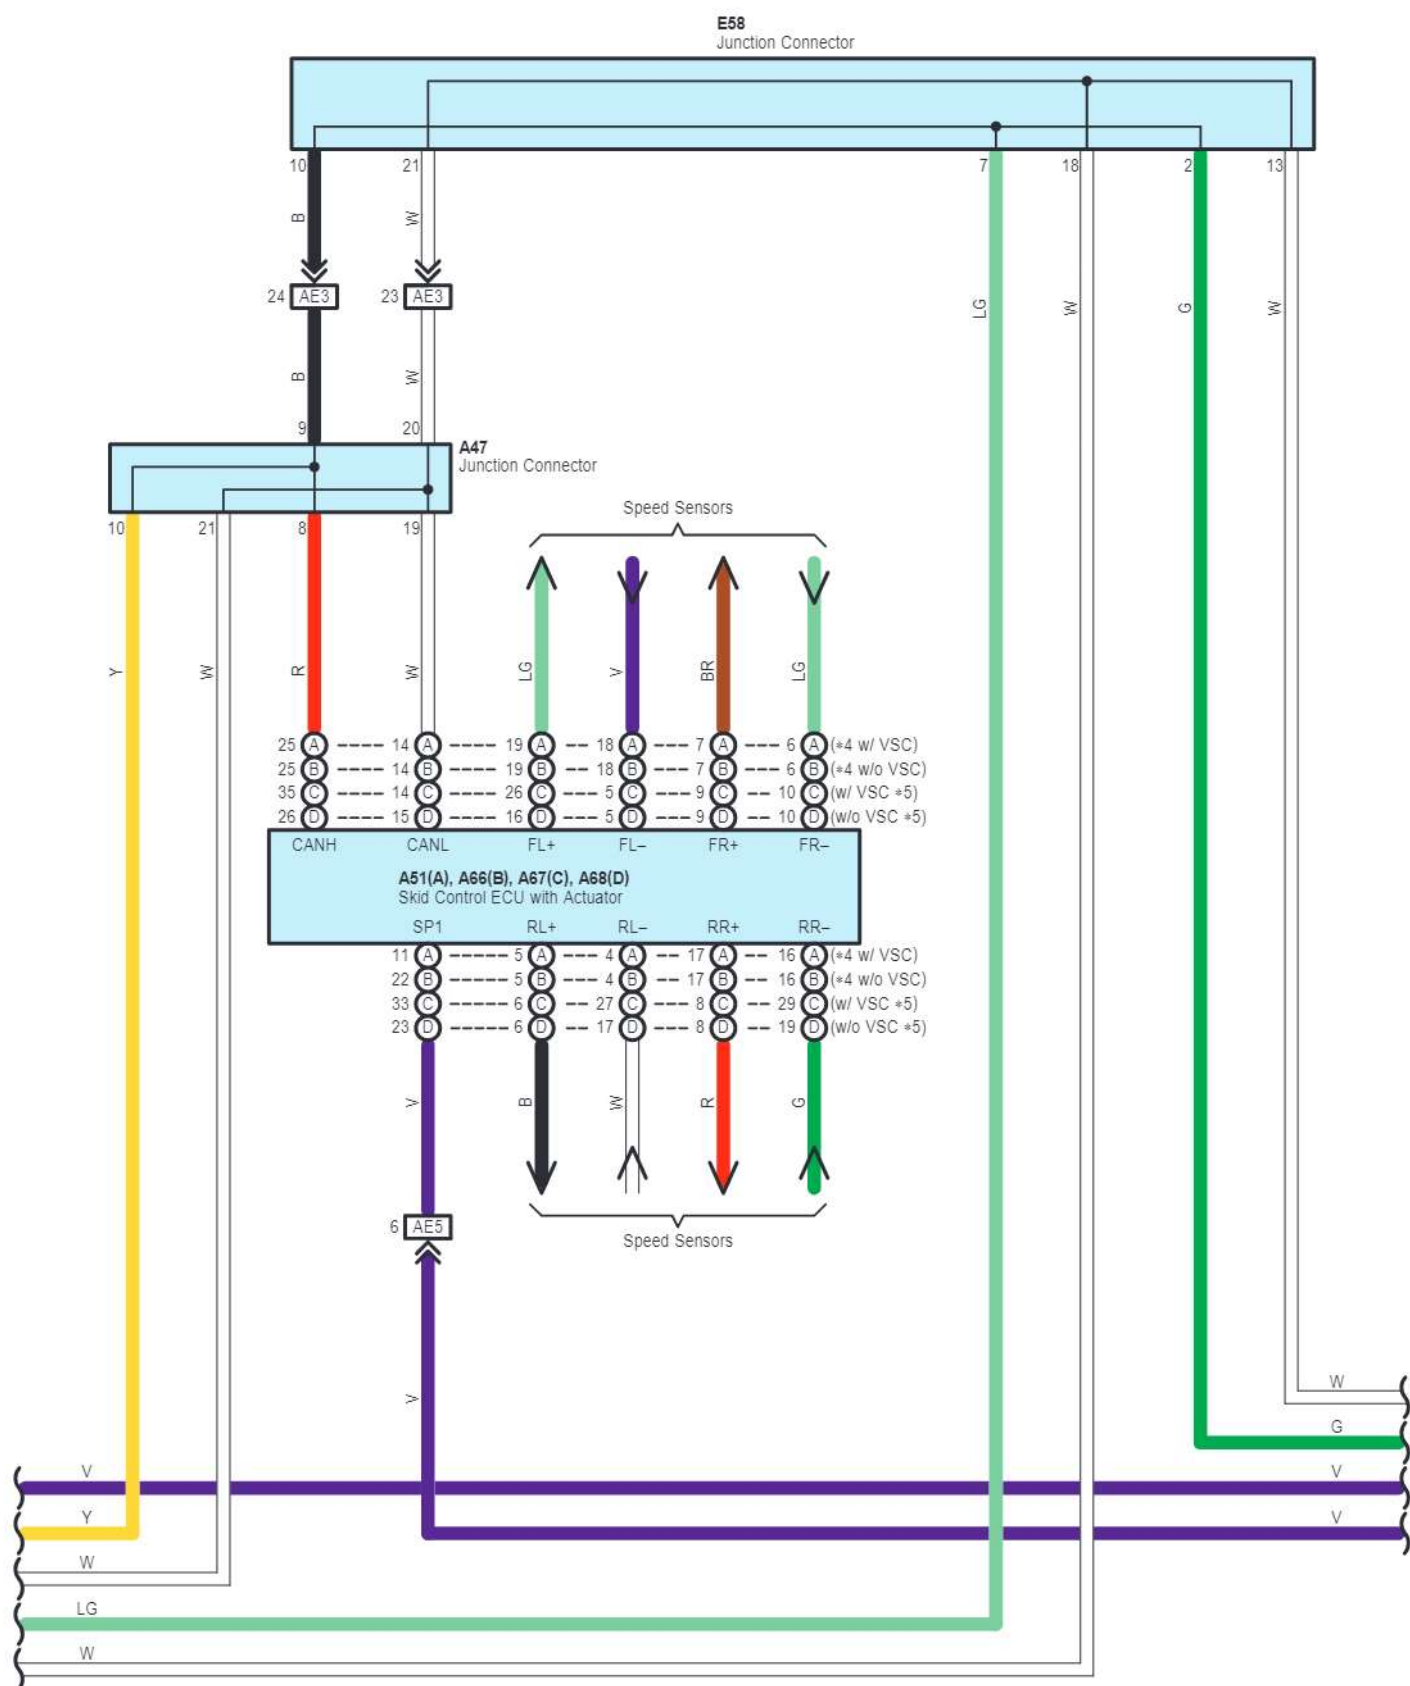 E58
Junction Connector
10 21 7 18 2 13
B W
24 AE3 23 AE3
LG W G W
B W
9 20
A47
Junction Connector
10 21 8 19
Speed Sensors
Y W R W LG V BR LG
25 A 14 A 19 A 18 A 7 A 6 A (*4 w/ VSC)
25 B 14 B 19 B 18 B 7 B 6 B (*4 w/o VSC)
35 C 14 C 26 C 5 C 9 C 10 C (w/ VSC *5)
26 D 15 D 16 D 5 D 9 D 10 D (w/o VSC *5)
CANH CANL FL+ FL– FR+ FR–
A51(A), A66(B), A67(C), A68(D)
Skid Control ECU with Actuator
SP1 RL+ RL– RR+ RR–
11 A 5 A 4 A 17 A 16 A (*4 w/ VSC)
22 B 5 B 4 B 17 B 16 B (*4 w/o VSC)
33 C 6 C 27 C 8 C 29 C (w/ VSC *5)
23 D 6 D 17 D 8 D 19 D (w/o VSC *5)
V B W R G
6 AE5
Speed Sensors
V
W
G
V V
Y V
W
LG
W